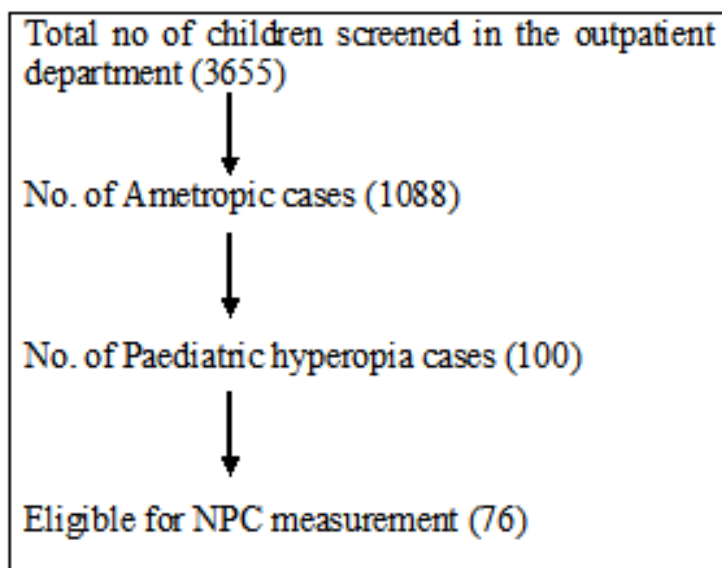 Total no of children screened in the outpatient
department (3655)
No. of Ametropic cases (1088)
No. of Paediatric hyperopia cases (100)
Eligible for NPC measurement (76)